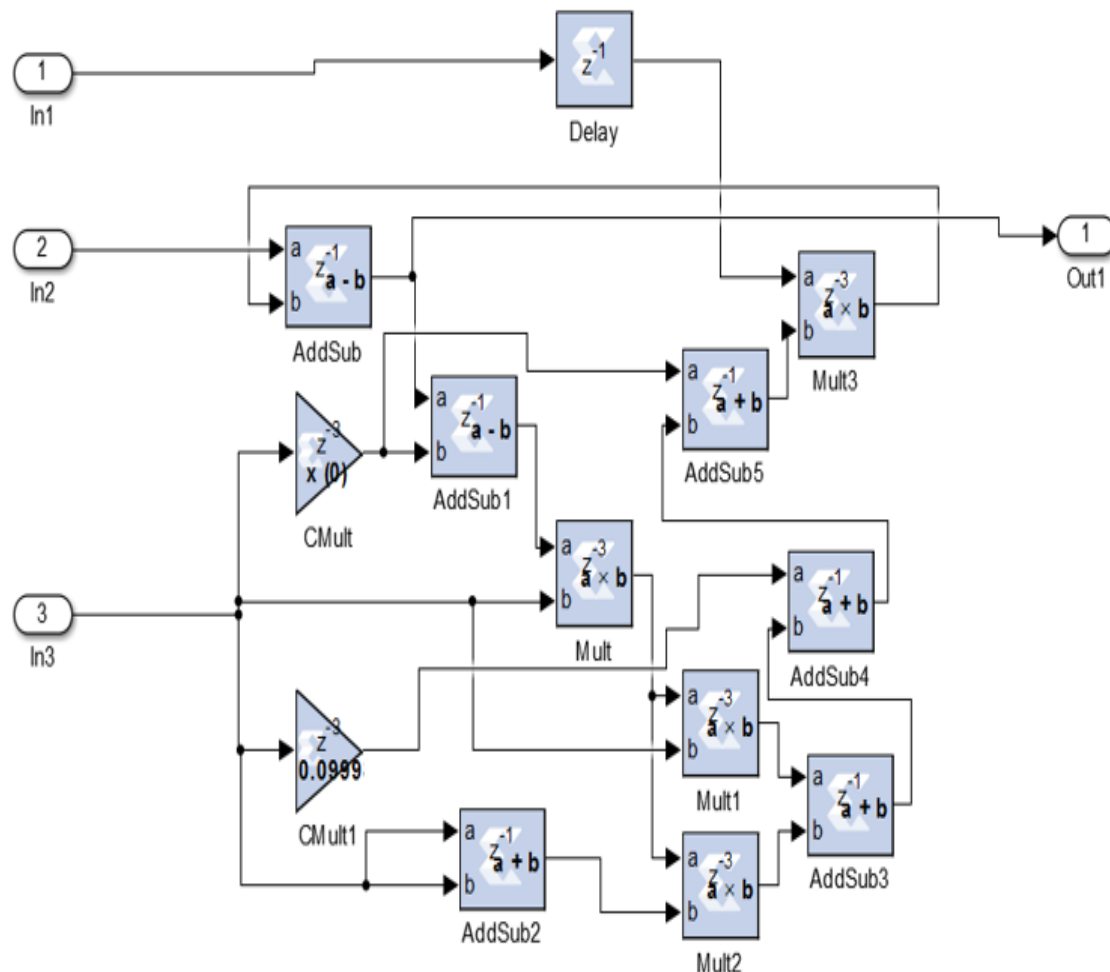 1
In1
z-1
Delay
2
In2
a
b
z-1
a - b
AddSub
1
Out1
a
b
z-3
a × b
Mult3
z-3
x (0)
CMult
a
b
z-1
a - b
AddSub1
a
b
z-1
a + b
AddSub5
3
In3
a
b
z-3
a × b
Mult
a
b
z-1
a + b
AddSub4
z-3
0.0999
CMult1
a
b
z-3
a × b
Mult1
a
b
z-1
a + b
AddSub3
a
b
z-1
a + b
AddSub2
a
b
z-3
a × b
Mult2